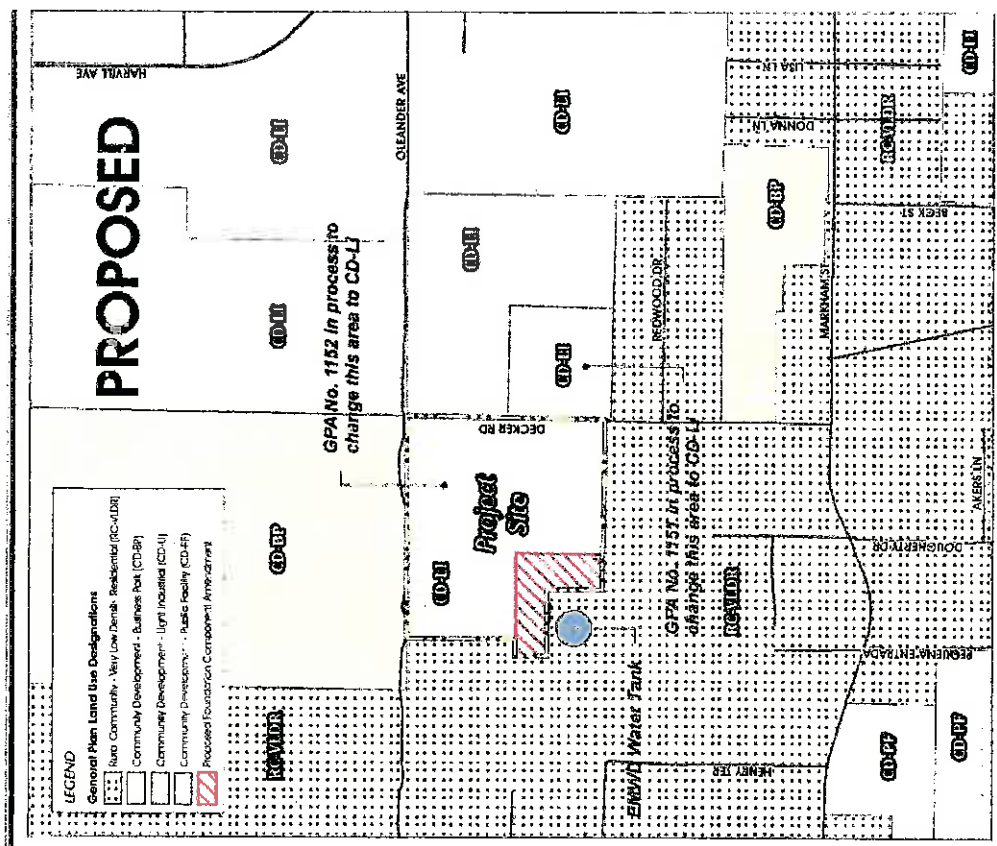 PROPOSED
HARVILL AVE
CD-LI
CD-LI
OLEANDER AVE
LEGEND
General Plan Land Use Designations
Rural Community - Very Low Density Residential (RC-VLDR)
Community Development - Business Park (CD-BP)
Community Development - Light Industrial (CD-LI)
Community Development - Public Facility (CD-PF)
Proposed Foundation Component Amendment
CD-BP
RC-VLDR
GPA No. 1152 in process to
change this area to CD-LI
CD-LI
CD-LI
CD-LI
CD-LI
Project
Site
DECKER RD
REDWOOD DR
DONNA LN
LISA LN
CD-LI
RC-VLDR
CD-BP
BECK ST
MARKHAM ST
GPA No. 1151 in process to
change this area to CD-LI
RC-VLDR
EMWD Water Tank
DOUGHERTY DR
AKERS LN
PEQUENA ENTRADA
HENRY TER
CD-PF
CD-PF